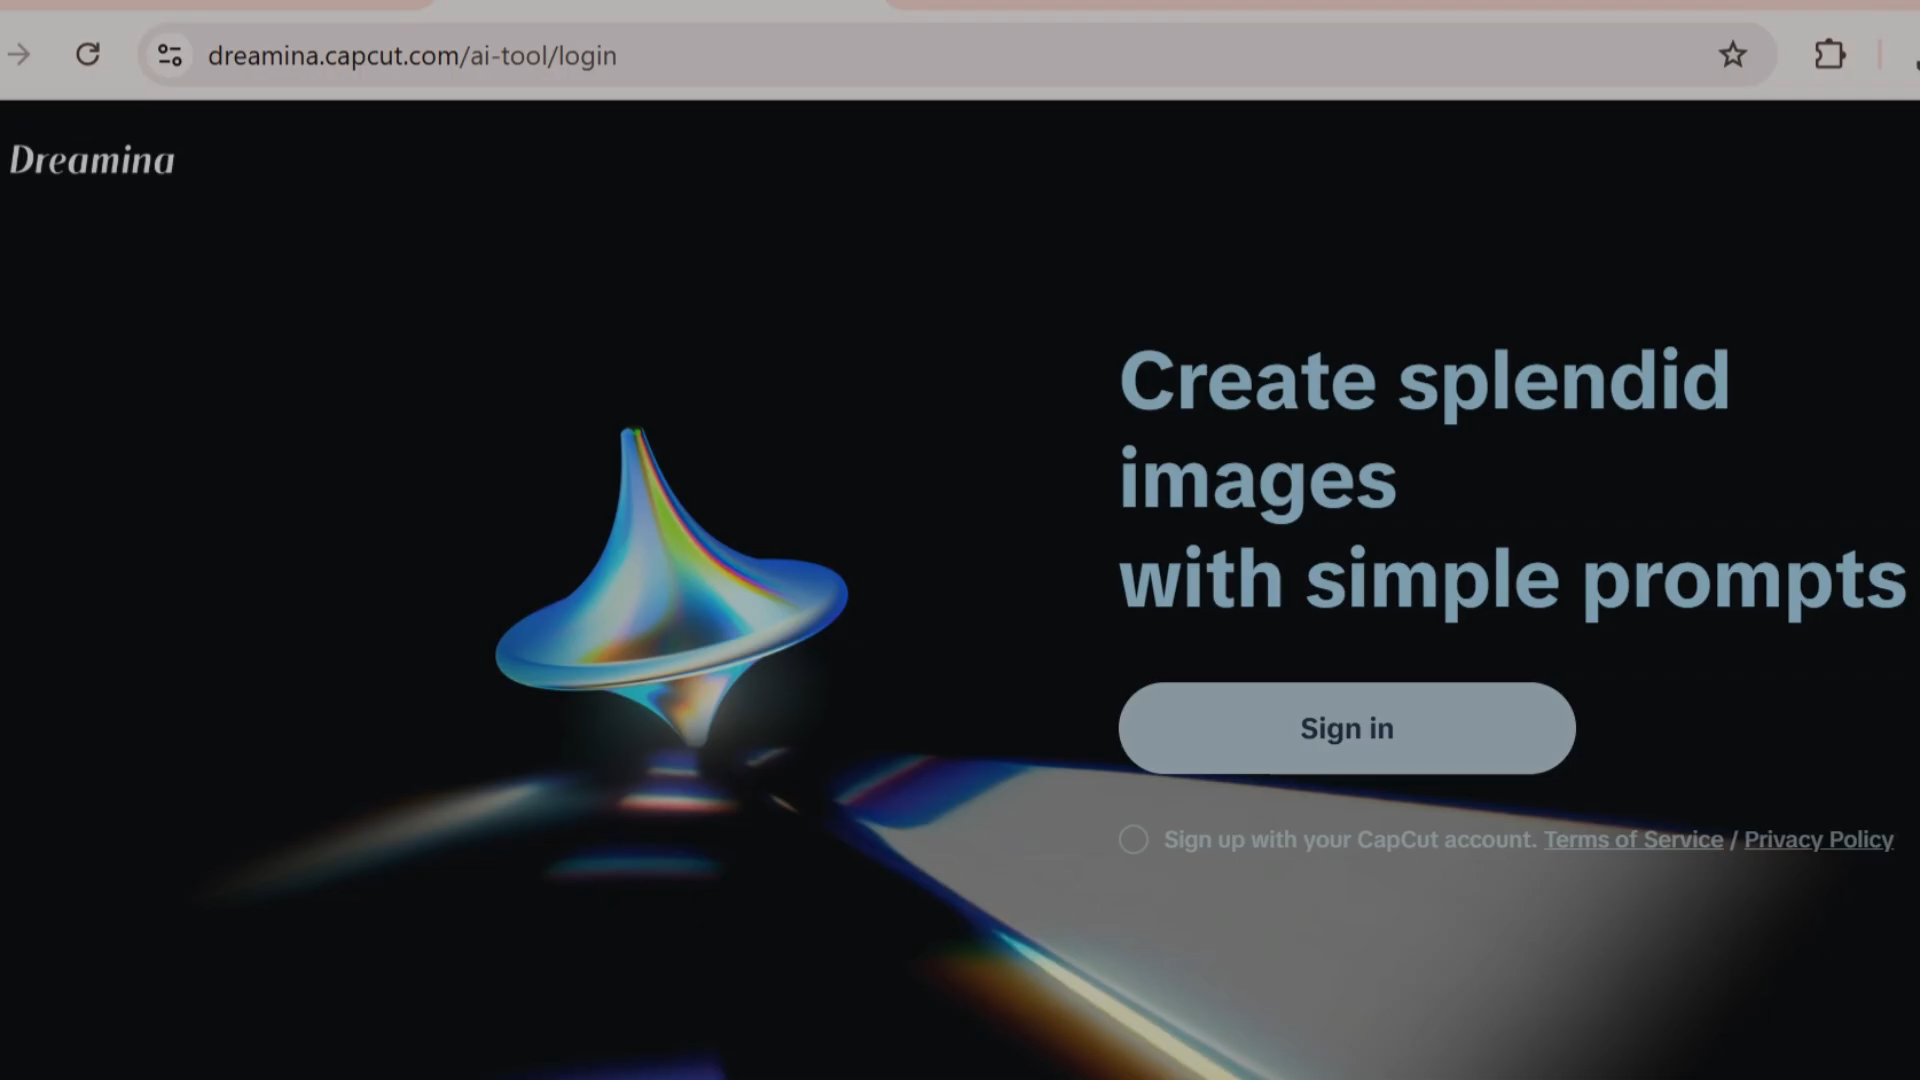 dreamina.capcut.com/ai-tool/login
Dreamina
Create splendid
images
with simple prompts
Sign in
Sign up with your CapCut account. Terms of Service / Privacy Policy